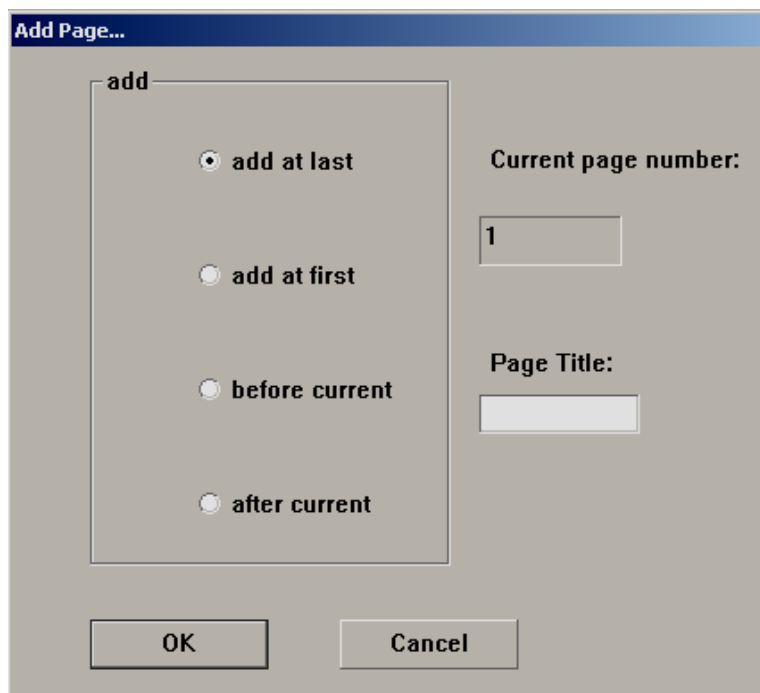 Add Page...
add
add at last
add at first
before current
after current
Current page number:
1
Page Title:
OK
Cancel